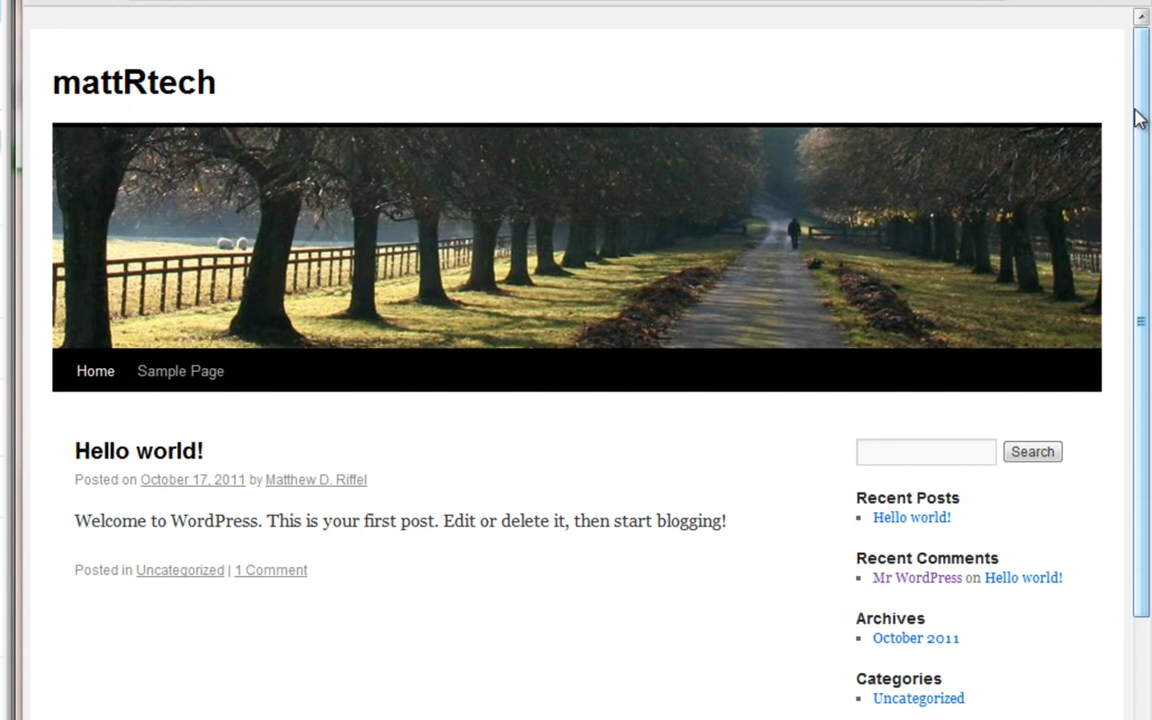 mattRtech
Home Sample Page
Hello world!
Posted on October 17, 2011 by Matthew D. Riffel
Welcome to WordPress. This is your first post. Edit or delete it, then start blogging!
Posted in Uncategorized | 1 Comment
Search
Recent Posts
Hello world!
Recent Comments
Mr WordPress on Hello world!
Archives
October 2011
Categories
Uncategorized